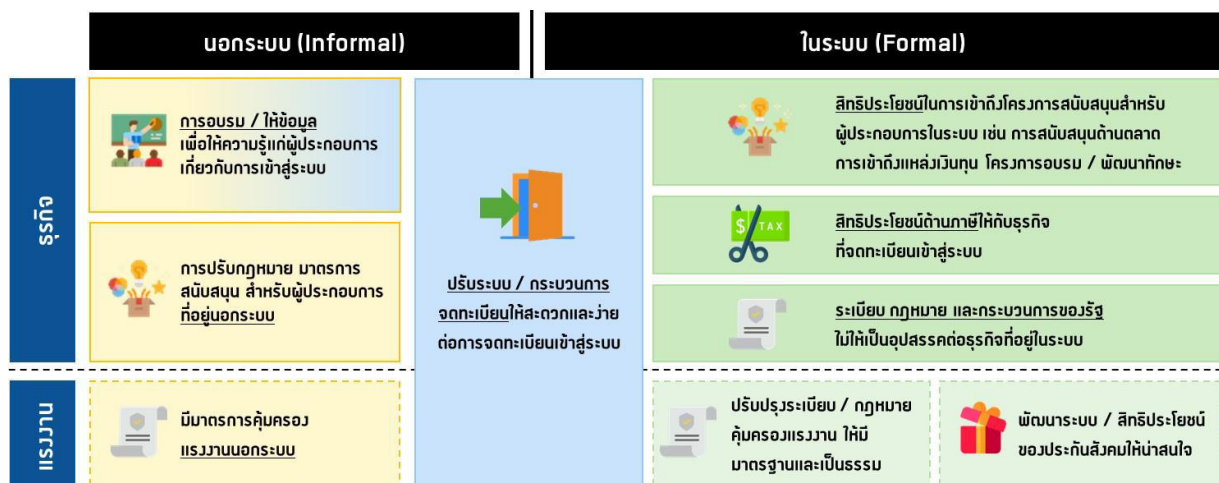 นอกระบบ (Informal)
ในระบบ (Formal)
ธุรกิจ
การอบรม / ให้ข้อมูล
เพื่อให้ความรู้แก่ผู้ประกอบการ
เกี่ยวกับการเข้าสู่ระบบ
การปรับกฎหมาย มาตรการ
สนับสนุน สำหรับผู้ประกอบการ
ที่อยู่นอกระบบ
ปรับระบบ / กระบวนการ
จดทะเบียนให้สะดวกและง่าย
ต่อการจดทะเบียนเข้าสู่ระบบ
สิทธิประโยชน์ในการเข้าถึงโครงการสนับสนุนสำหรับ
ผู้ประกอบการในระบบ เช่น การสนับสนุนด้านตลาด
การเข้าถึงแหล่งเงินทุน โครงการอบรม / พัฒนาทักษะ
$ TAX
สิทธิประโยชน์ด้านภาษีให้กับธุรกิจ
ที่จดทะเบียนเข้าสู่ระบบ
ระเบียบ กฎหมาย และกระบวนการของรัฐ
ไม่ให้เป็นอุปสรรคต่อธุรกิจที่อยู่ในระบบ
แรงงาน
มีมาตรการคุ้มครอง
แรงงานนอกระบบ
ปรับปรุงระเบียบ / กฎหมาย
คุ้มครองแรงงาน ให้มี
มาตรฐานและเป็นธรรม
พัฒนาระบบ / สิทธิประโยชน์
ของประกันสังคมให้น่าสนใจ